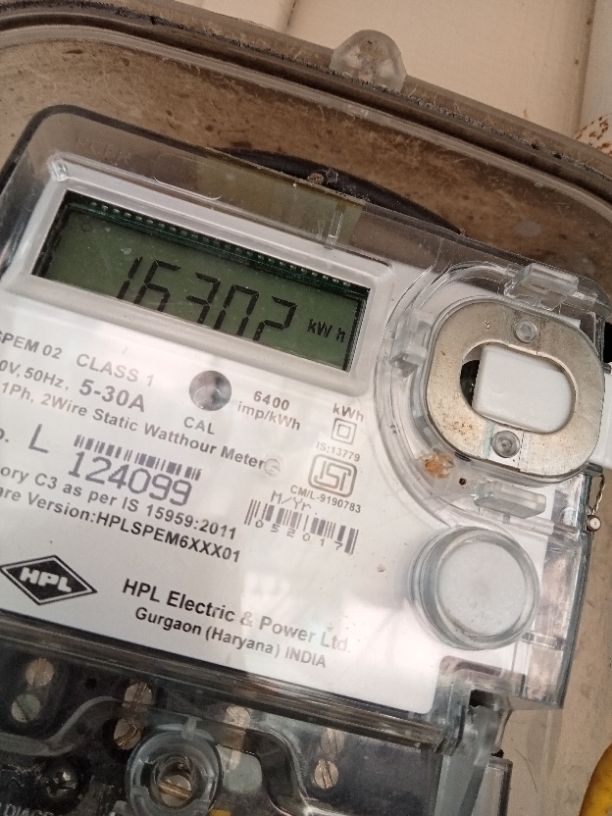 16302 kWh
SPEM 02 CLASS 1
0V, 50Hz, 5-30A
CAL
6400
imp/kWh
kWh
1Ph, 2Wire Static Watthour Meter
IS:13779
L 124099
CM/L-9190783
ory C3 as per IS 15959:2011
M/Yr.
052017
are Version:HPLSPEM6XXX01
HPL
HPL Electric & Power Ltd.
Gurgaon (Haryana) INDIA